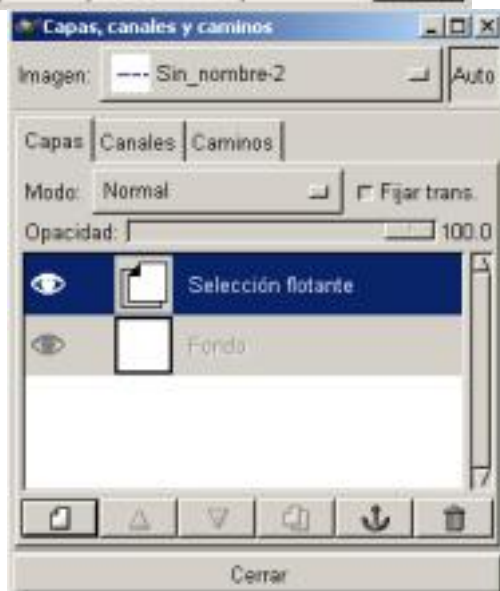 Capas, canales y caminos
Imagen: Sin_nombre-2 Auto
Capas Canales Caminos
Modo: Normal Fijar trans.
Opacidad: 100.0
Selección flotante
Fondo
Cerrar